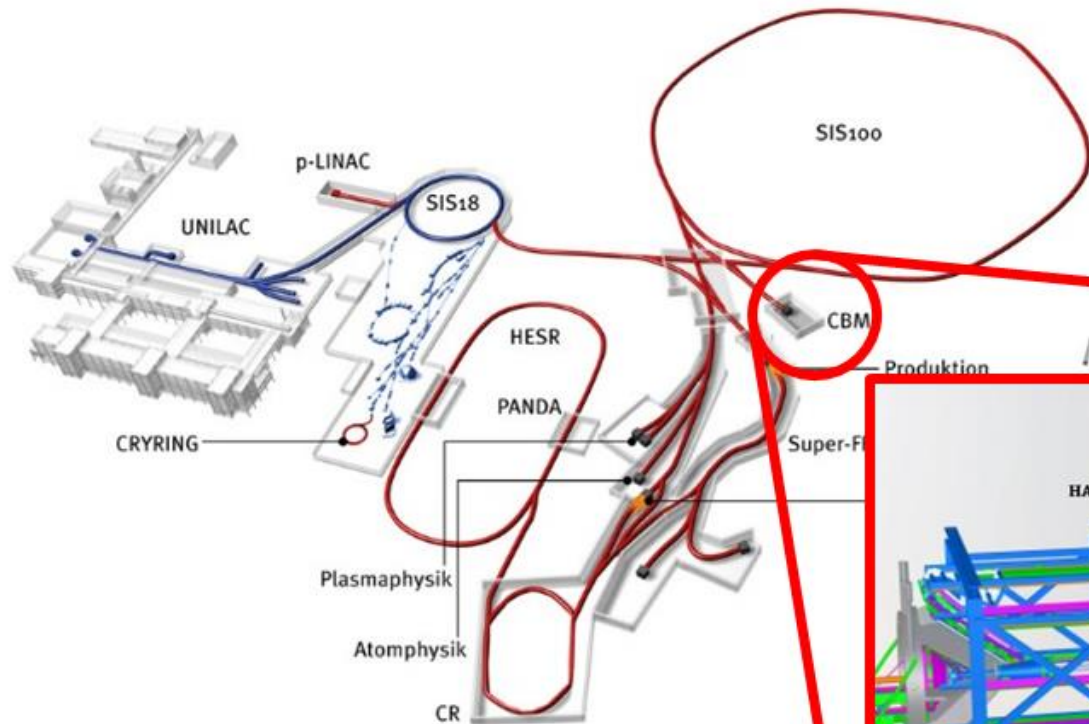 SIS100
p-LINAC
SIS18
UNILAC
CBM
HESR
Produktion
PANDA
CRYRING
Plasmaphysik
Atomphysik
CR